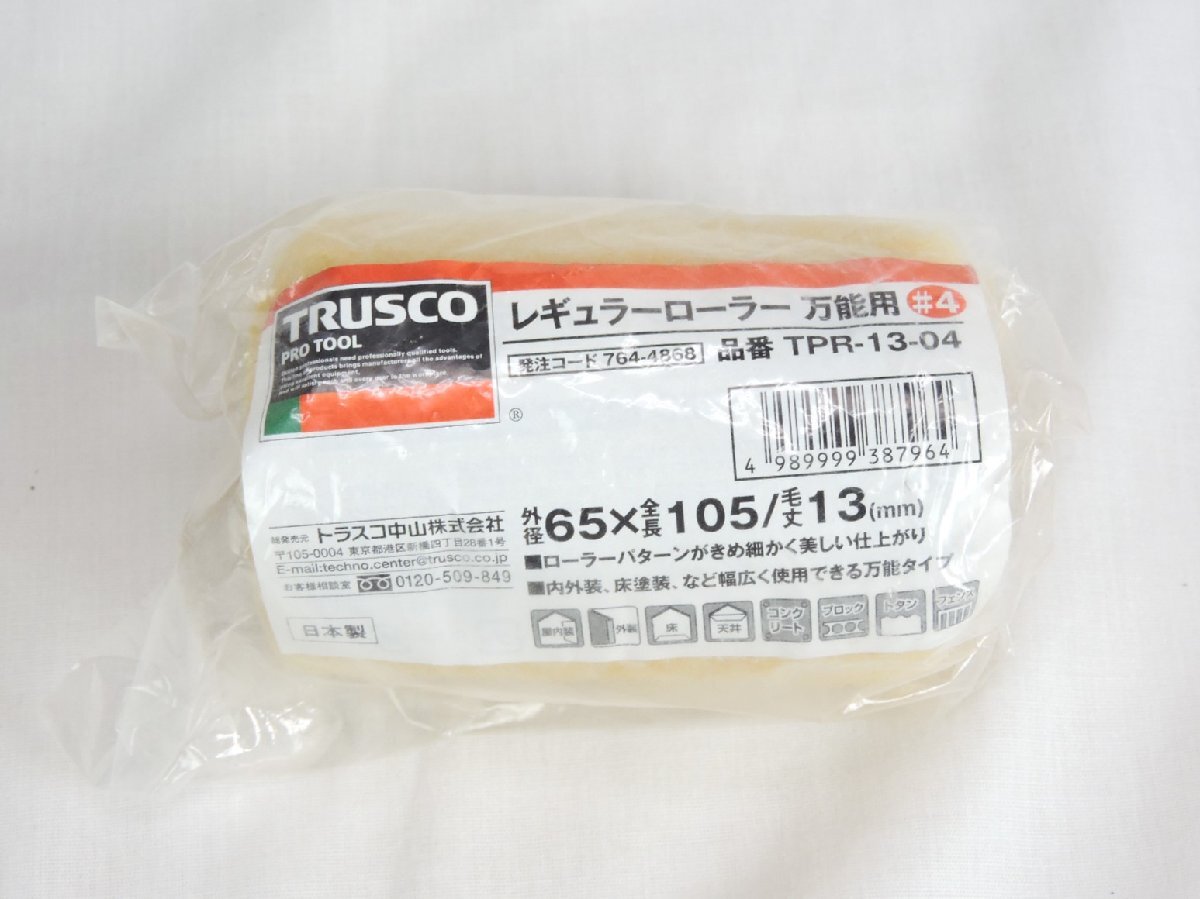 TRUSCO
PRO TOOL
レギュラーローラー 万能用 #4
発注コード 764-4868 品番 TPR-13-04
®
4 989999 387964
外径65×全長105/毛丈13(mm)
■ローラーパターンがきめ細かく美しい仕上がり
■内外装、床塗装、など幅広く使用できる万能タイプ
屋内装 外装 床 天井 コンクリート ブロック トタン フェンス
総発売元 トラスコ中山株式会社
〒105-0004 東京都港区新橋四丁目28番1号
E-mail:techno.center@trusco.co.jp
お客様相談室 0120-509-849
日本製